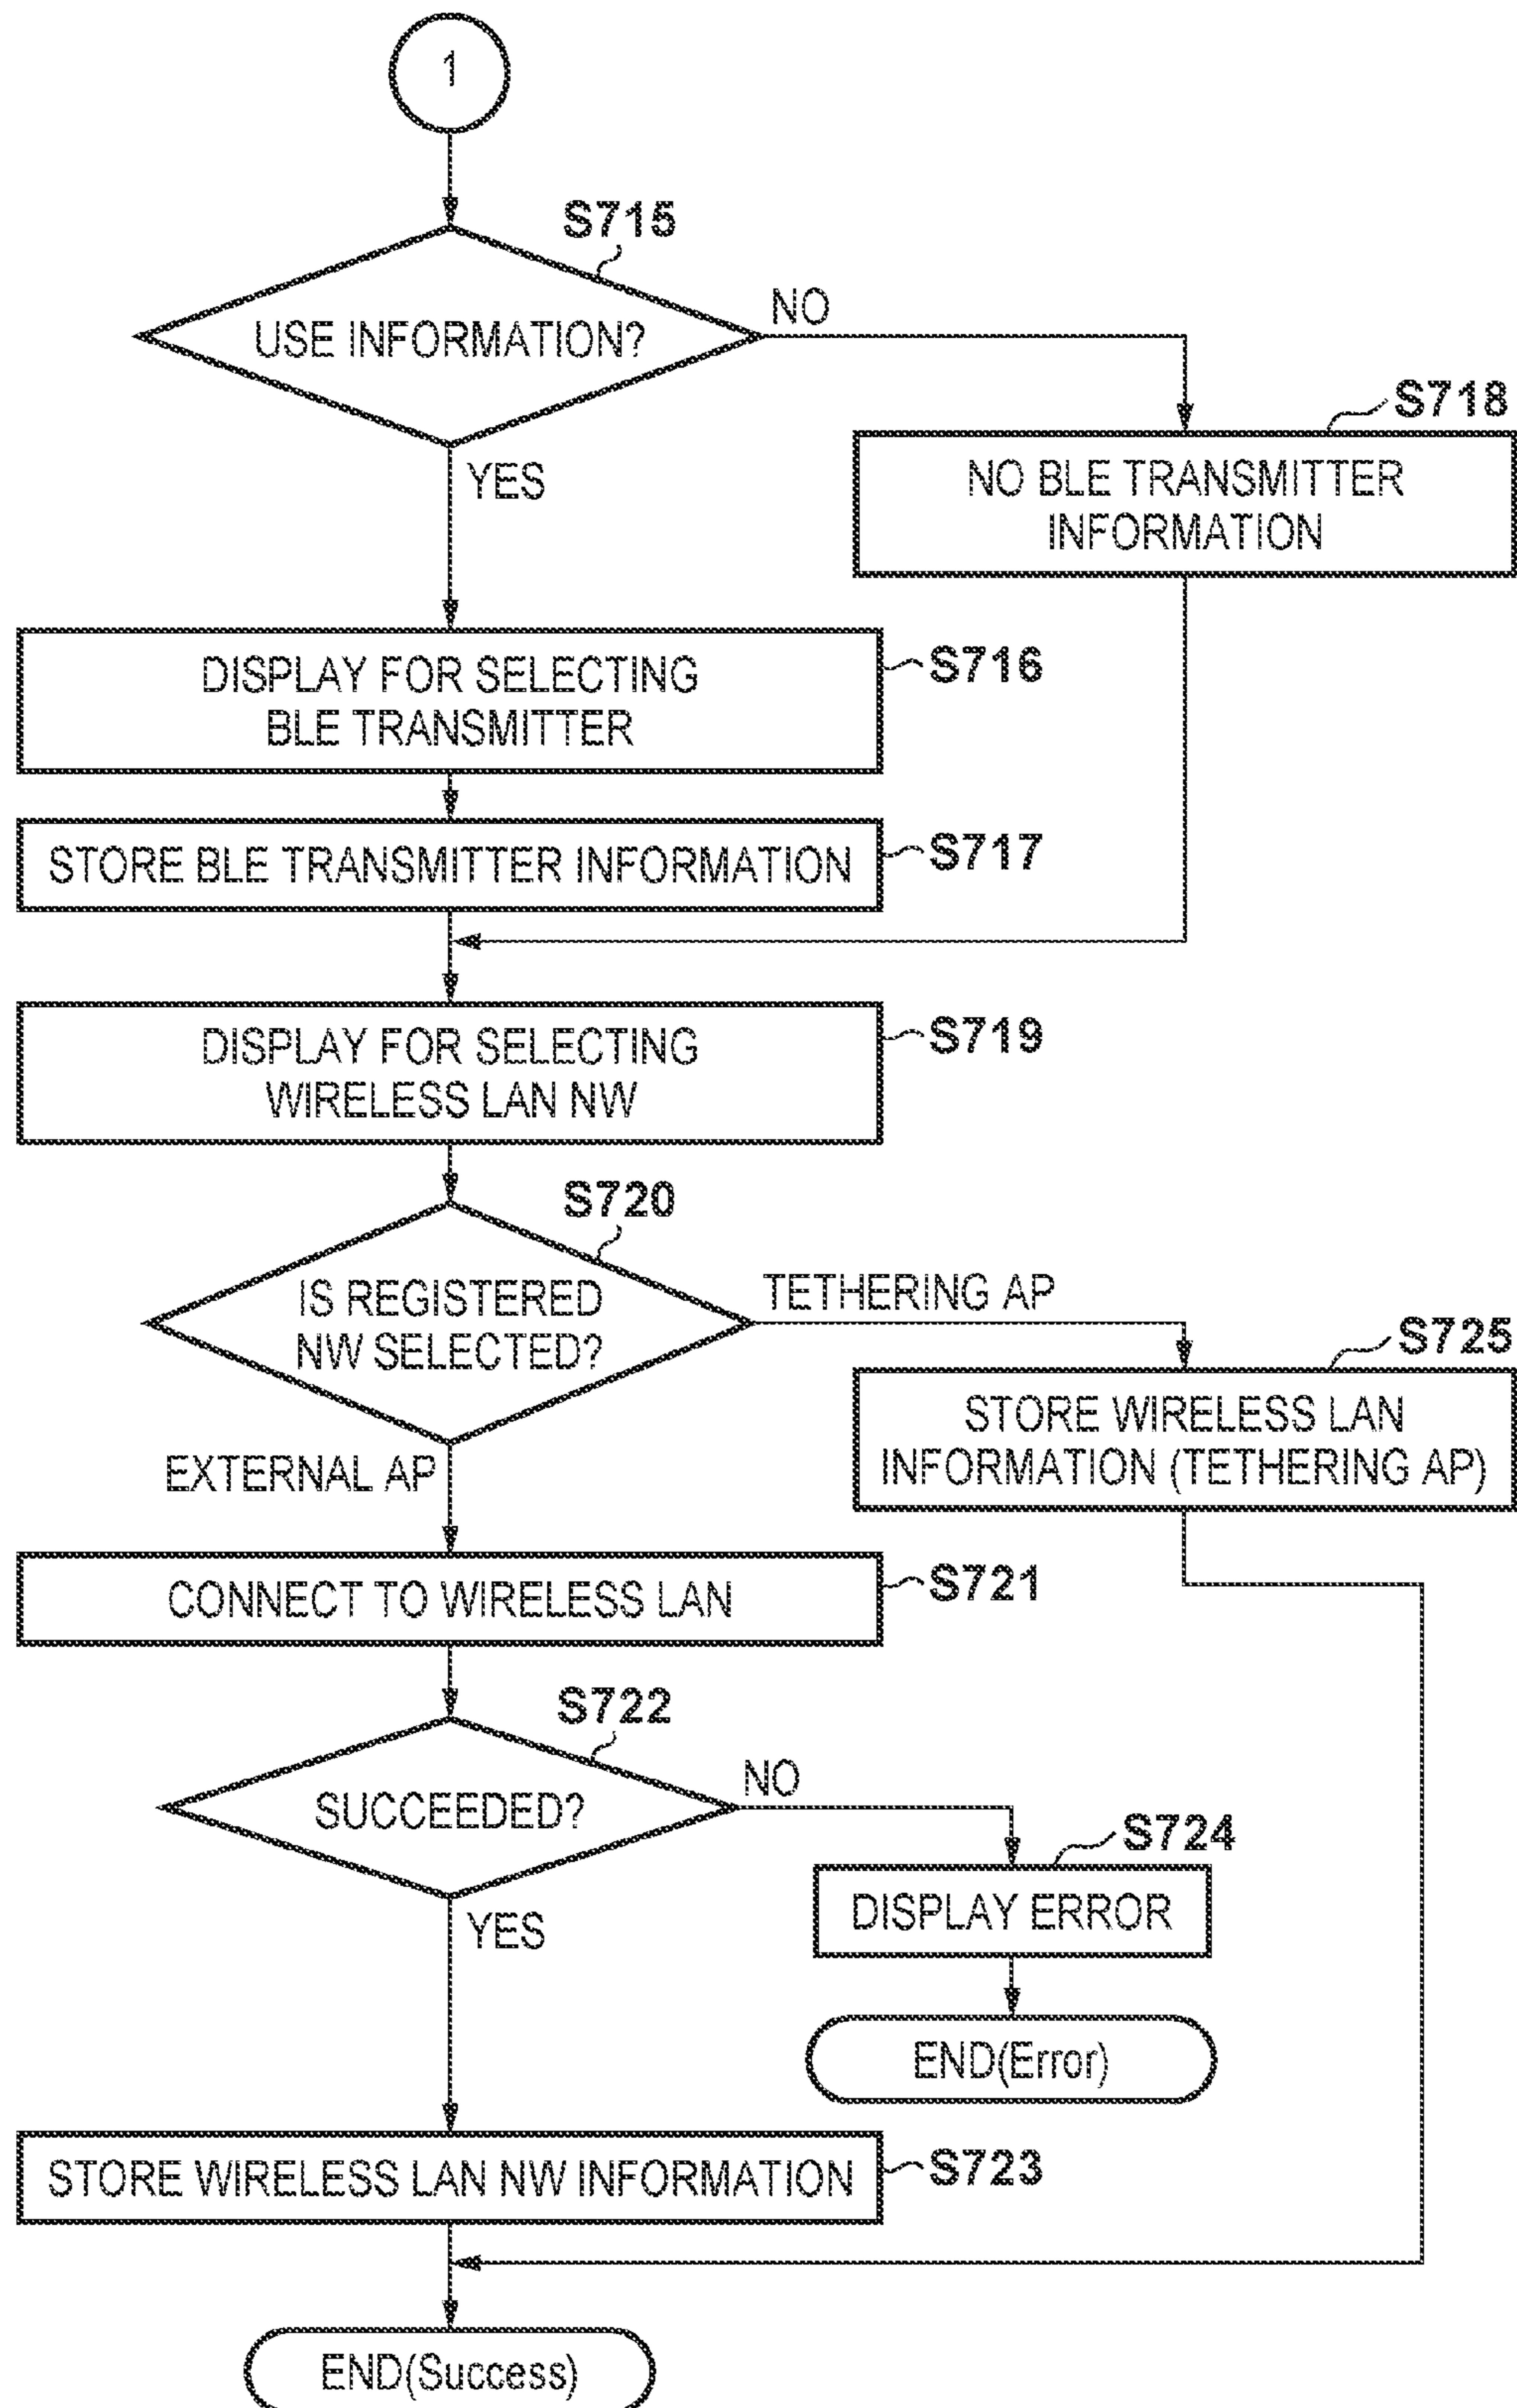 1
S715
USE INFORMATION?
NO
S718
NO BLE TRANSMITTER
INFORMATION
YES
DISPLAY FOR SELECTING
BLE TRANSMITTER
S716
STORE BLE TRANSMITTER INFORMATION
S717
DISPLAY FOR SELECTING
WIRELESS LAN NW
S719
S720
IS REGISTERED
NW SELECTED?
TETHERING AP
S725
STORE WIRELESS LAN
INFORMATION (TETHERING AP)
EXTERNAL AP
CONNECT TO WIRELESS LAN
S721
S722
SUCCEEDED?
NO
S724
DISPLAY ERROR
YES
END(Error)
STORE WIRELESS LAN NW INFORMATION
S723
END(Success)